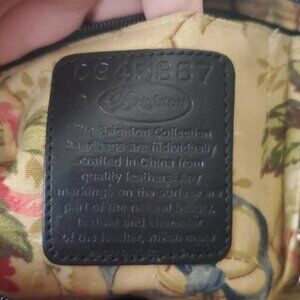 C945867
Brighton
The Brighton Collection
handbags are individually
crafted in China from
quality leathers. Any
markings on the surface are
part of the natural beauty,
texture and character
of the leather, which may